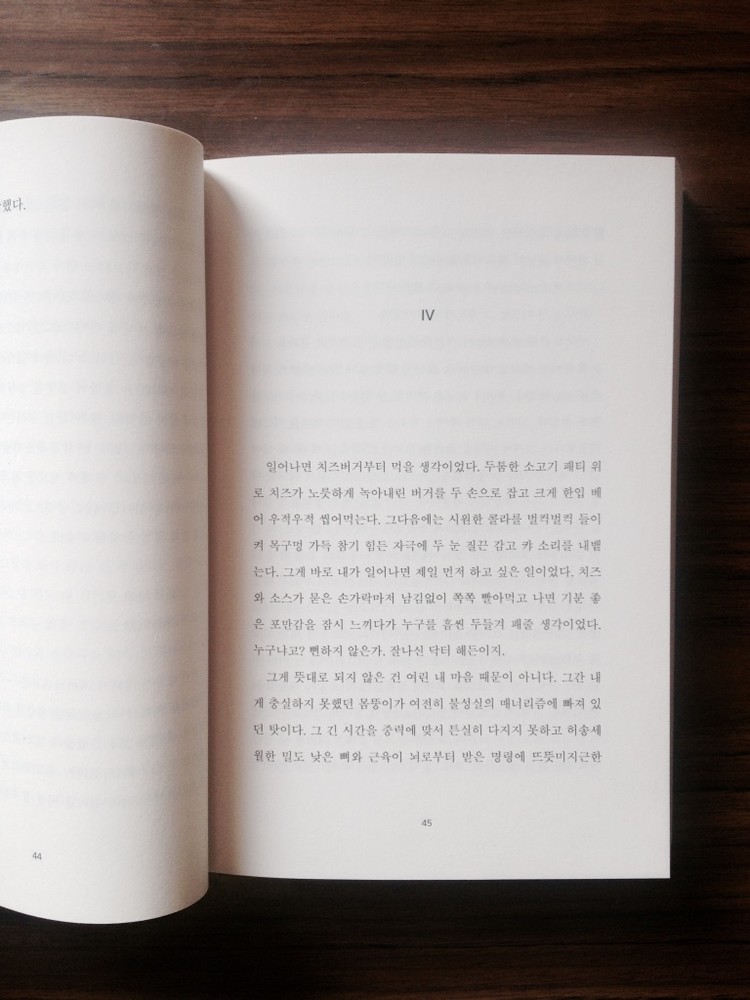 했다.
44
IV
일어나면 치즈버거부터 먹을 생각이었다. 두툼한 소고기 패티 위
로 치즈가 노릇하게 녹아내린 버거를 두 손으로 잡고 크게 한입 베
어 우적우적 씹어먹는다. 그다음에는 시원한 콜라를 벌컥벌컥 들이
켜 목구멍 가득 참기 힘든 자극에 두 눈 질끈 감고 캬 소리를 내뱉
는다. 그게 바로 내가 일어나면 제일 먼저 하고 싶은 일이었다. 치즈
와 소스가 묻은 손가락마저 남김없이 쪽쪽 빨아먹고 나면 기분 좋
은 포만감을 잠시 느끼다가 누구를 흠씬 두들겨 패줄 생각이었다.
누구냐고? 뻔하지 않은가. 잘나신 닥터 해든이지.
그게 뜻대로 되지 않은 건 여린 내 마음 때문이 아니다. 그간 내
게 충실하지 못했던 몸뚱이가 여전히 불성실의 매너리즘에 빠져 있
던 탓이다. 그 긴 시간을 중력에 맞서 튼실히 다지지 못하고 허송세
월한 밀도 낮은 뼈와 근육이 뇌로부터 받은 명령에 뜨뜻미지근한
45